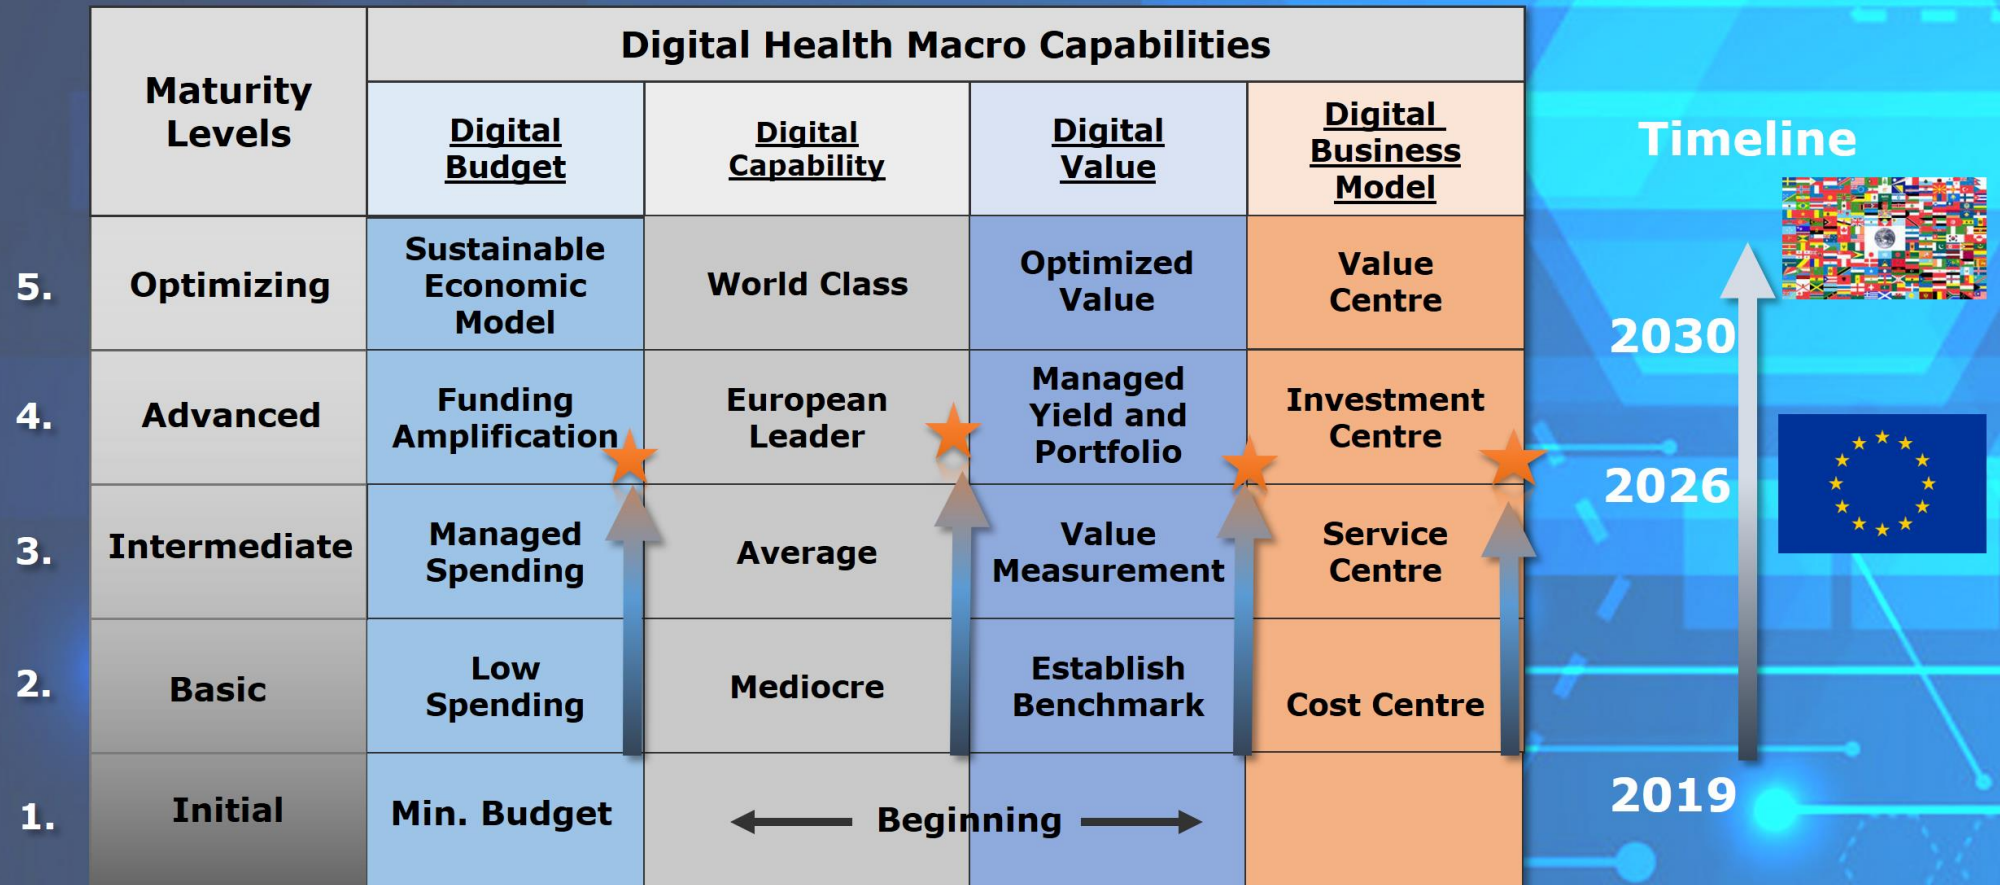 Digital Health Macro Capabilities
Maturity
Levels
Digital
Budget
Digital
Capability
Digital
Value
Digital
Business
Model
Timeline
5.
Optimizing
Sustainable
Economic
Model
World Class
Optimized
Value
Value
Centre
2030
4.
Advanced
Funding
Amplification
European
Leader
Managed
Yield and
Portfolio
Investment
Centre
2026
3.
Intermediate
Managed
Spending
Average
Value
Measurement
Service
Centre
2.
Basic
Low
Spending
Mediocre
Establish
Benchmark
Cost Centre
1.
Initial
Min. Budget
Beginning
2019